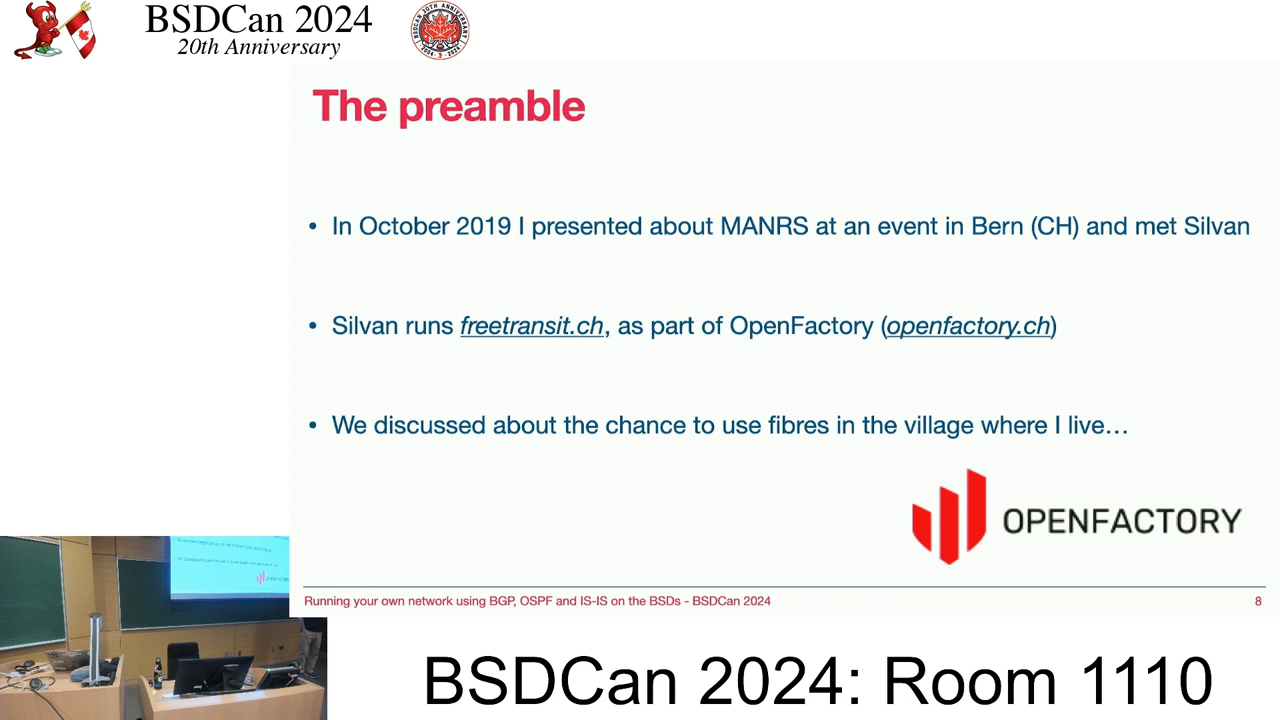 BSDCan 2024
20th Anniversary
The preamble
• In October 2019 I presented about MANRS at an event in Bern (CH) and met Silvan
• Silvan runs freetransit.ch, as part of OpenFactory (openfactory.ch)
• We discussed about the chance to use fibres in the village where I live…
OPENFACTORY
Running your own network using BGP, OSPF and IS-IS on the BSDs - BSDCan 2024
8
BSDCan 2024: Room 1110